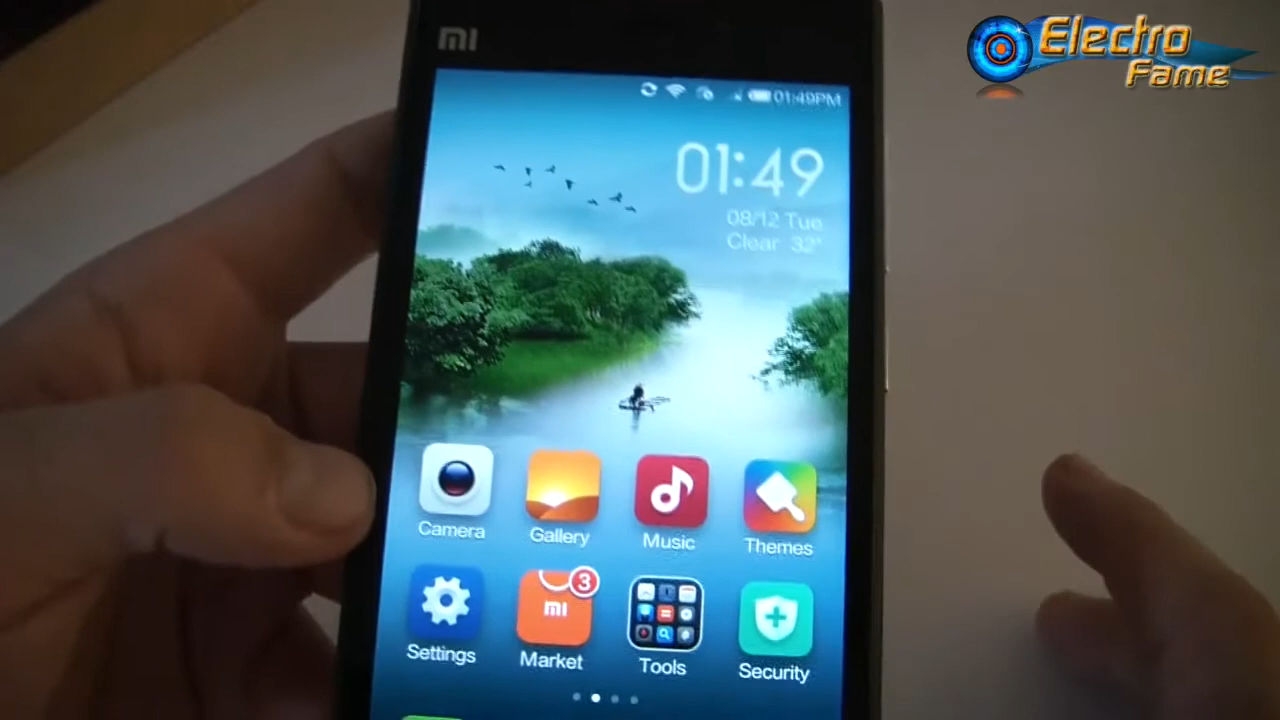 mi
Electro
Fame
01:49PM
01:49
08/12 Tue
Clear 32°
Camera
Gallery
Music
Themes
3
mi
Settings
Market
Tools
Security